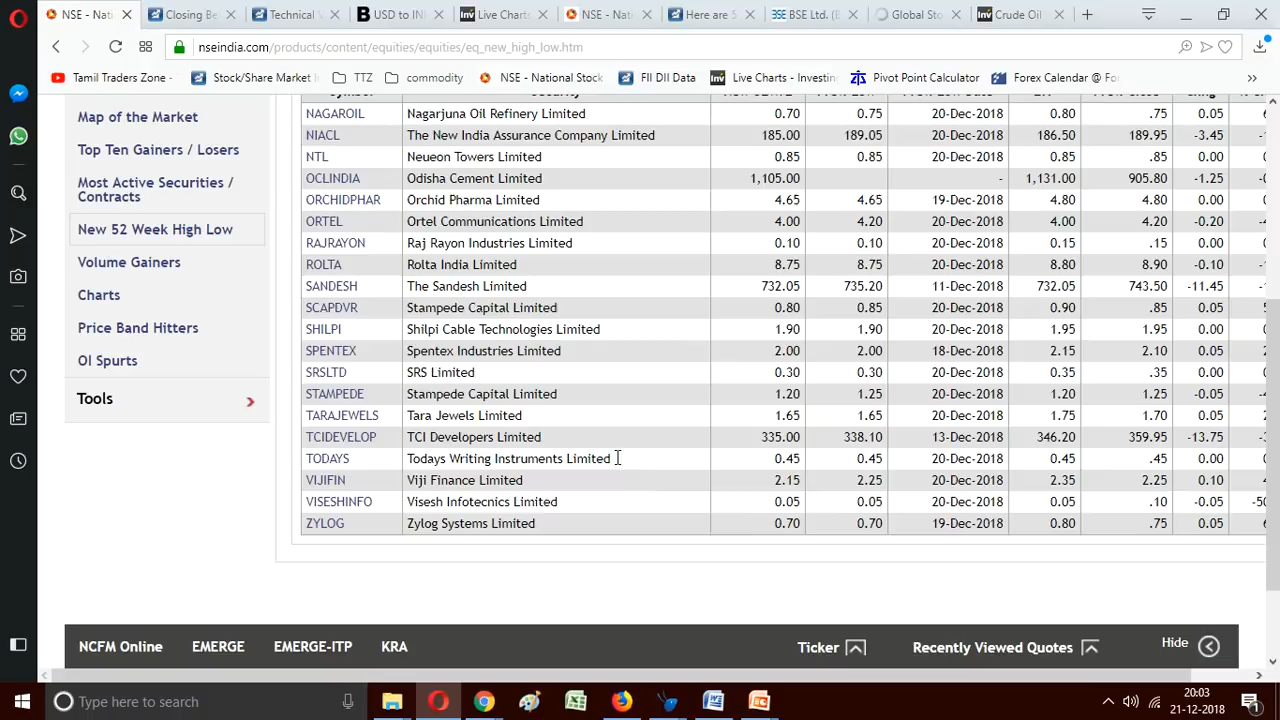 NSE - Nati
Closing Be
Technical
USD to IN
Live Chart
NSE - Nati
Here are 5
BSE Ltd. (
Global Sto
Crude Oil
nseindia.com/products/content/equities/equities/eq_new_high_low.htm
Tamil Traders Zone - Stock/Share Market TTZ commodity NSE - National Stock FII DII Data Live Charts - Investin Pivot Point Calculator Forex Calendar @ Fo
Map of the Market
Top Ten Gainers / Losers
Most Active Securities /
Contracts
New 52 Week High Low
Volume Gainers
Charts
Price Band Hitters
OI Spurts
Tools
NAGAROIL Nagarjuna Oil Refinery Limited 0.70 0.75 20-Dec-2018 0.80 .75 0.05
NIACL The New India Assurance Company Limited 185.00 189.05 20-Dec-2018 186.50 189.95 -3.45
NTL Neueon Towers Limited 0.85 0.85 20-Dec-2018 0.85 .85 0.00
OCLINDIA Odisha Cement Limited 1,105.00 - 1,131.00 905.80 -1.25
ORCHIDPHAR Orchid Pharma Limited 4.65 4.65 19-Dec-2018 4.80 4.80 0.00
ORTEL Ortel Communications Limited 4.00 4.20 20-Dec-2018 4.00 4.20 -0.20
RAJRAYON Raj Rayon Industries Limited 0.10 0.10 20-Dec-2018 0.15 .15 0.00
ROLTA Rolta India Limited 8.75 8.75 20-Dec-2018 8.80 8.90 -0.10
SANDESH The Sandesh Limited 732.05 735.20 11-Dec-2018 732.05 743.50 -11.45
SCAPDVR Stampede Capital Limited 0.80 0.85 20-Dec-2018 0.90 .85 0.05
SHILPI Shilpi Cable Technologies Limited 1.90 1.90 20-Dec-2018 1.95 1.95 0.00
SPENTEX Spentex Industries Limited 2.00 2.00 18-Dec-2018 2.15 2.10 0.05
SRSLTD SRS Limited 0.30 0.30 20-Dec-2018 0.35 .35 0.00
STAMPEDE Stampede Capital Limited 1.20 1.25 20-Dec-2018 1.20 1.25 -0.05
TARAJEWELS Tara Jewels Limited 1.65 1.65 20-Dec-2018 1.75 1.70 0.05
TCIDEVELOP TCI Developers Limited 335.00 338.10 13-Dec-2018 346.20 359.95 -13.75
TODAYS Todays Writing Instruments Limited 0.45 0.45 20-Dec-2018 0.45 .45 0.00
VIJIFIN Viji Finance Limited 2.15 2.25 20-Dec-2018 2.35 2.25 0.10
VISESHINFO Visesh Infotecnics Limited 0.05 0.05 20-Dec-2018 0.05 .10 -0.05
ZYLOG Zylog Systems Limited 0.70 0.70 19-Dec-2018 0.80 .75 0.05
NCFM Online EMERGE EMERGE-ITP KRA Ticker Recently Viewed Quotes Hide
Type here to search
20:03
21-12-2018